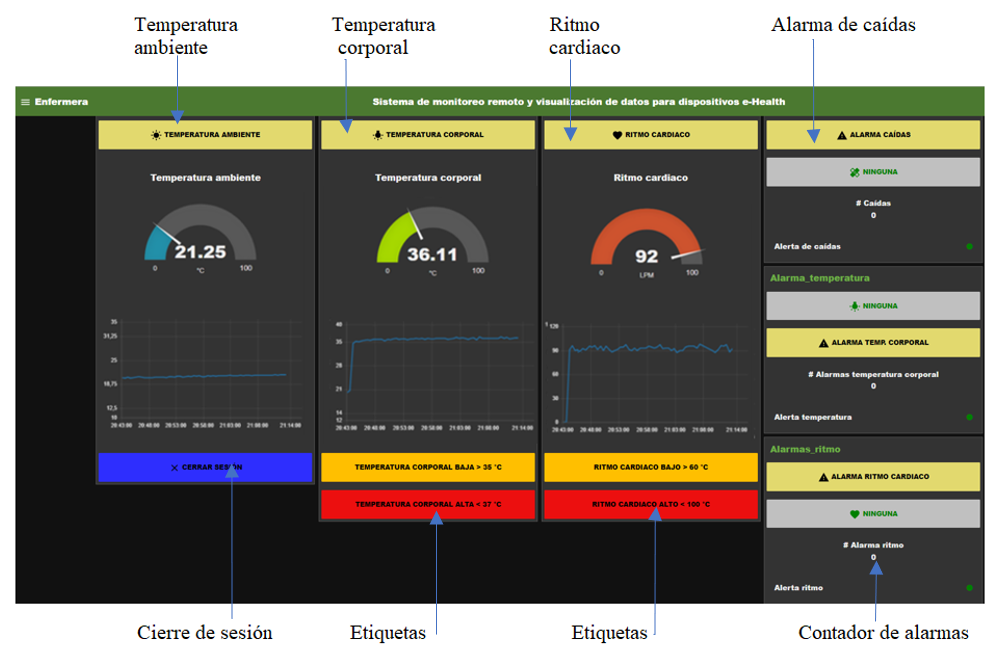 Temperatura
ambiente
Temperatura
corporal
Ritmo
cardiaco
Alarma de caídas
Enfermera
Sistema de monitoreo remoto y visualización de datos para dispositivos e-Health
TEMPERATURA AMBIENTE
Temperatura ambiente
21.25
°C
0
100
35
31,25
25
18,75
12,5
10
20:43:00 20:48:00 20:53:00 20:58:00 21:03:00 21:08:00 21:14:00
CERRAR SESIÓN
TEMPERATURA CORPORAL
Temperatura corporal
36.11
°C
0
100
40
35
28
21
14
12
20:43:00 20:48:00 20:53:00 20:58:00 21:03:00 21:08:00 21:14:00
TEMPERATURA CORPORAL BAJA > 35 °C
TEMPERATURA CORPORAL ALTA < 37 °C
RITMO CARDIACO
Ritmo cardiaco
92
LPM
0
100
120
90
60
30
0
20:43:00 20:48:00 20:53:00 20:58:00 21:03:00 21:08:00 21:14:00
RITMO CARDIACO BAJO > 60 °C
RITMO CARDIACO ALTO < 100 °C
ALARMA CAÍDAS
NINGUNA
# Caídas
0
Alerta de caídas
Alarma_temperatura
NINGUNA
ALARMA TEMP. CORPORAL
# Alarmas temperatura corporal
0
Alerta temperatura
Alarmas_ritmo
ALARMA RITMO CARDIACO
NINGUNA
# Alarma ritmo
0
Alerta ritmo
Cierre de sesión
Etiquetas
Etiquetas
Contador de alarmas